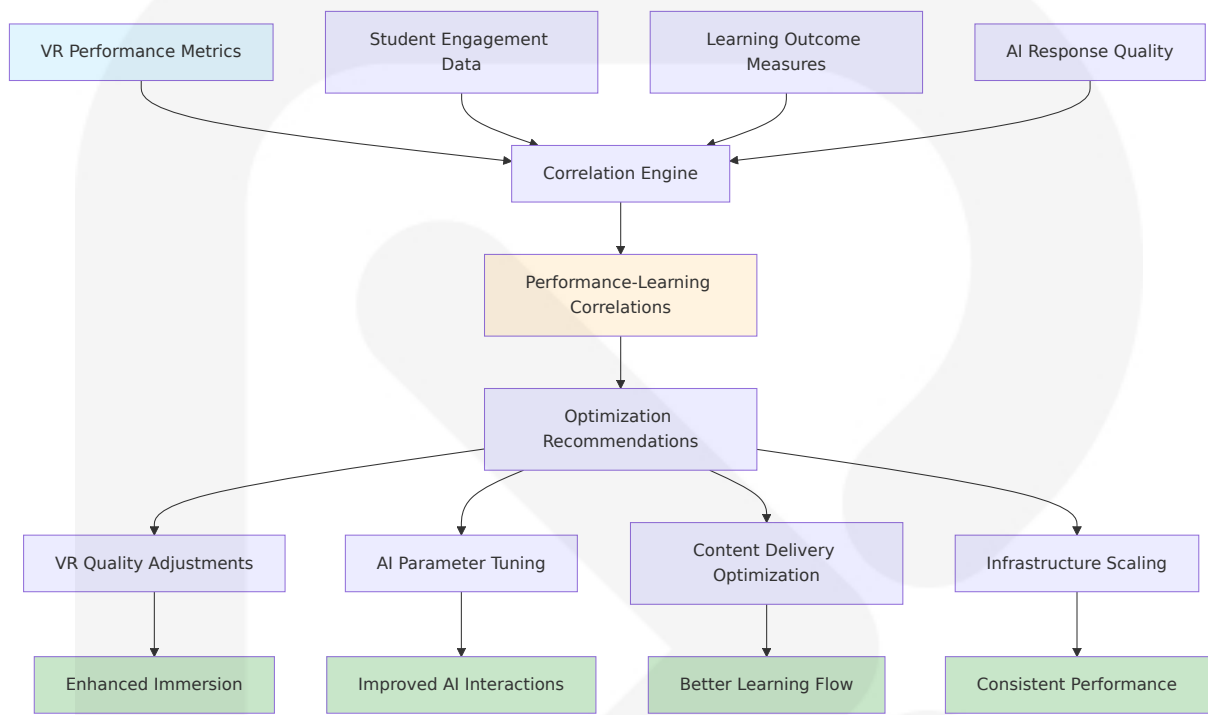 VR Performance Metrics
Student Engagement
Data
Learning Outcome
Measures
AI Response Quality
Correlation Engine
Performance-Learning
Correlations
Optimization
Recommendations
VR Quality Adjustments
AI Parameter Tuning
Content Delivery
Optimization
Infrastructure Scaling
Enhanced Immersion
Improved AI Interactions
Better Learning Flow
Consistent Performance